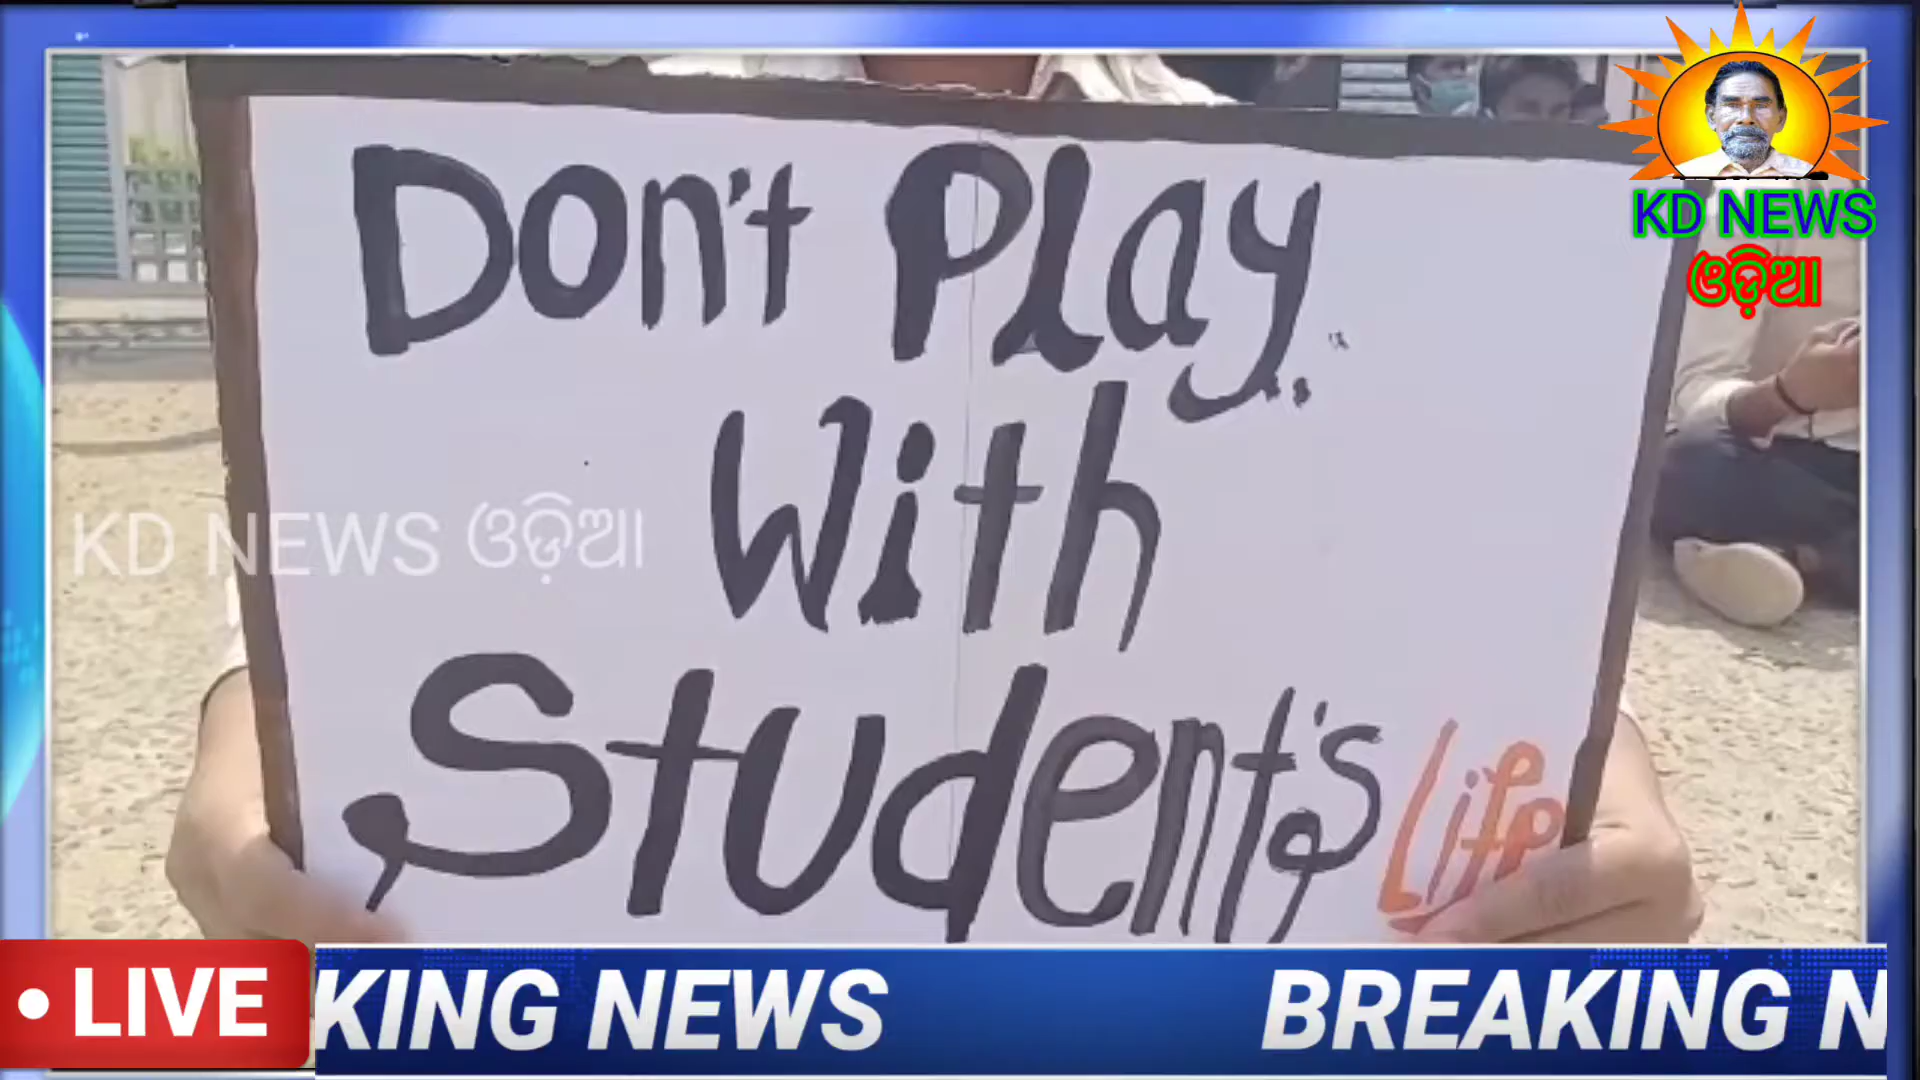 Don't Play
With
Student's Life
KD NEWS
ଓଡ଼ିଆ
KD NEWS ଓଡ଼ିଆ
LIVE
KING NEWS BREAKING N